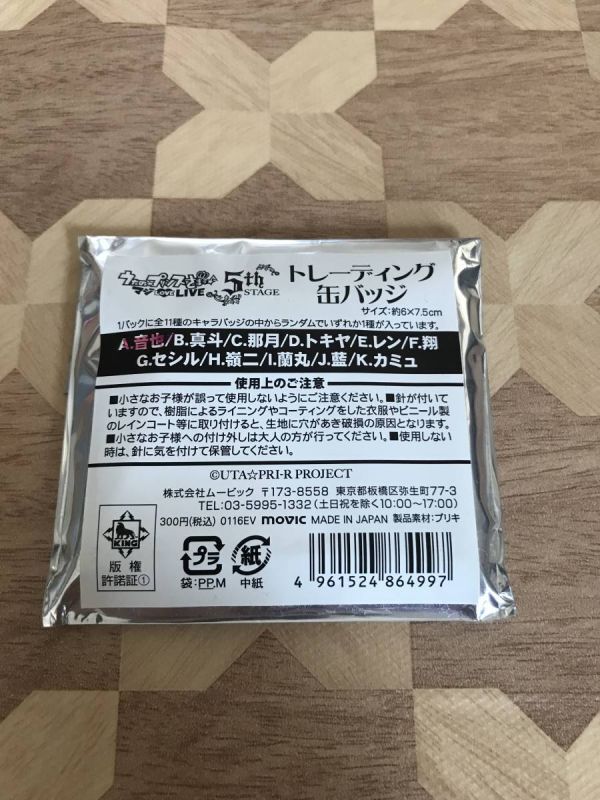 うたの☆プリンスさまっ♪
マジLOVE LIVE 5th STAGE
トレーディング
缶バッジ
サイズ:約6×7.5cm
1パックに全11種のキャラバッジの中からランダムでいずれか1種が入っています。
A.音也/B.真斗/C.那月/D.トキヤ/E.レン/F.翔
G.セシル/H.嶺二/I.蘭丸/J.藍/K.カミュ
使用上のご注意
■小さなお子様が誤って使用しないようにご注意ください。■針が付いて
いますので、樹脂によるライニングやコーティングをした衣服やビニール製
のレインコート等に取り付けると、生地に穴があき破損の原因となります。
■小さなお子様への付け外しは大人の方が行ってください。■使用しない
時は、針に気を付けて保管してください。
©UTA☆PRI-R PROJECT
株式会社ムービック 〒173-8558 東京都板橋区弥生町77-3
TEL:03-5995-1332(土日祝を除く10:00~17:00)
300円(税込) 0116EV movic MADE IN JAPAN 製品素材:ブリキ
KING
版権
許諾証①
プラ
袋:PP,M
紙
中紙
4 961524 864997